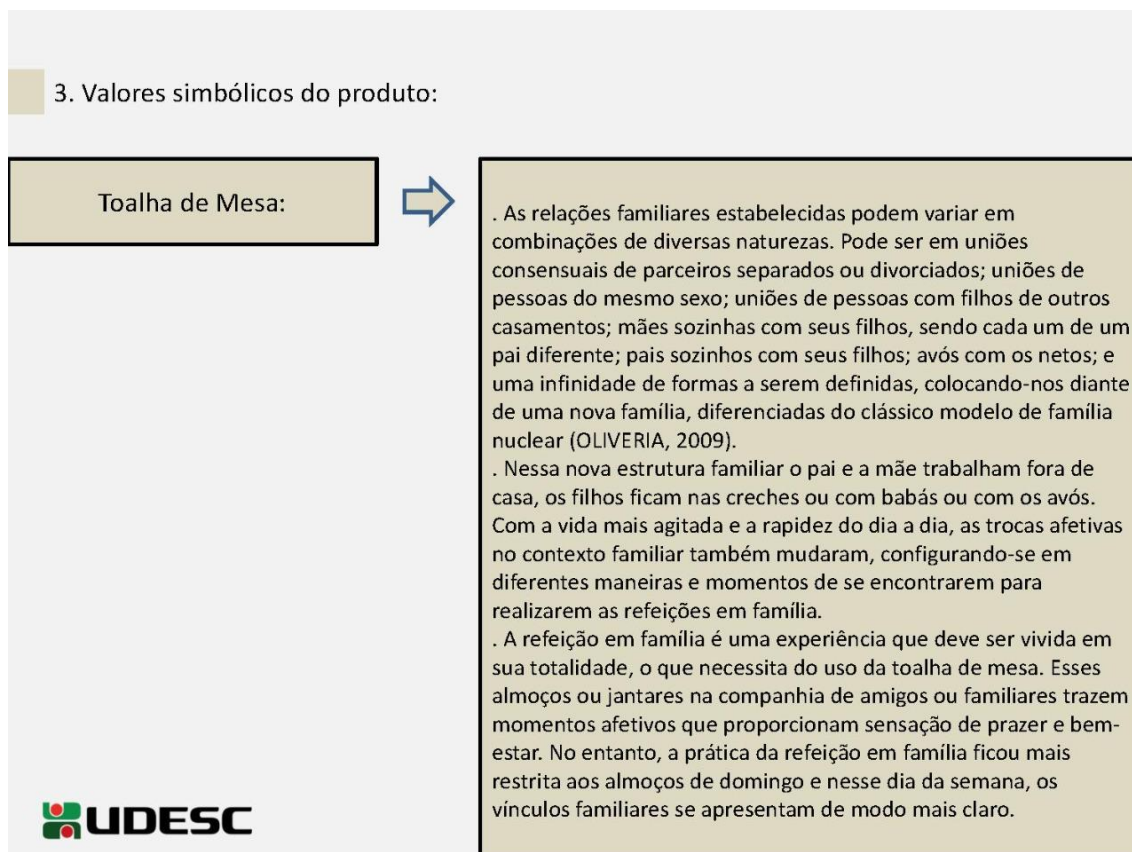 3. Valores simbólicos do produto:
Toalha de Mesa:
. As relações familiares estabelecidas podem variar em
combinações de diversas naturezas. Pode ser em uniões
consensuais de parceiros separados ou divorciados; uniões de
pessoas do mesmo sexo; uniões de pessoas com filhos de outros
casamentos; mães sozinhas com seus filhos, sendo cada um de um
pai diferente; pais sozinhos com seus filhos; avós com os netos; e
uma infinidade de formas a serem definidas, colocando-nos diante
de uma nova família, diferenciadas do clássico modelo de família
nuclear (OLIVERIA, 2009).
. Nessa nova estrutura familiar o pai e a mãe trabalham fora de
casa, os filhos ficam nas creches ou com babás ou com os avós.
Com a vida mais agitada e a rapidez do dia a dia, as trocas afetivas
no contexto familiar também mudaram, configurando-se em
diferentes maneiras e momentos de se encontrarem para
realizarem as refeições em família.
. A refeição em família é uma experiência que deve ser vivida em
sua totalidade, o que necessita do uso da toalha de mesa. Esses
almoços ou jantares na companhia de amigos ou familiares trazem
momentos afetivos que proporcionam sensação de prazer e bem-
estar. No entanto, a prática da refeição em família ficou mais
restrita aos almoços de domingo e nesse dia da semana, os
vínculos familiares se apresentam de modo mais claro.
UDESC